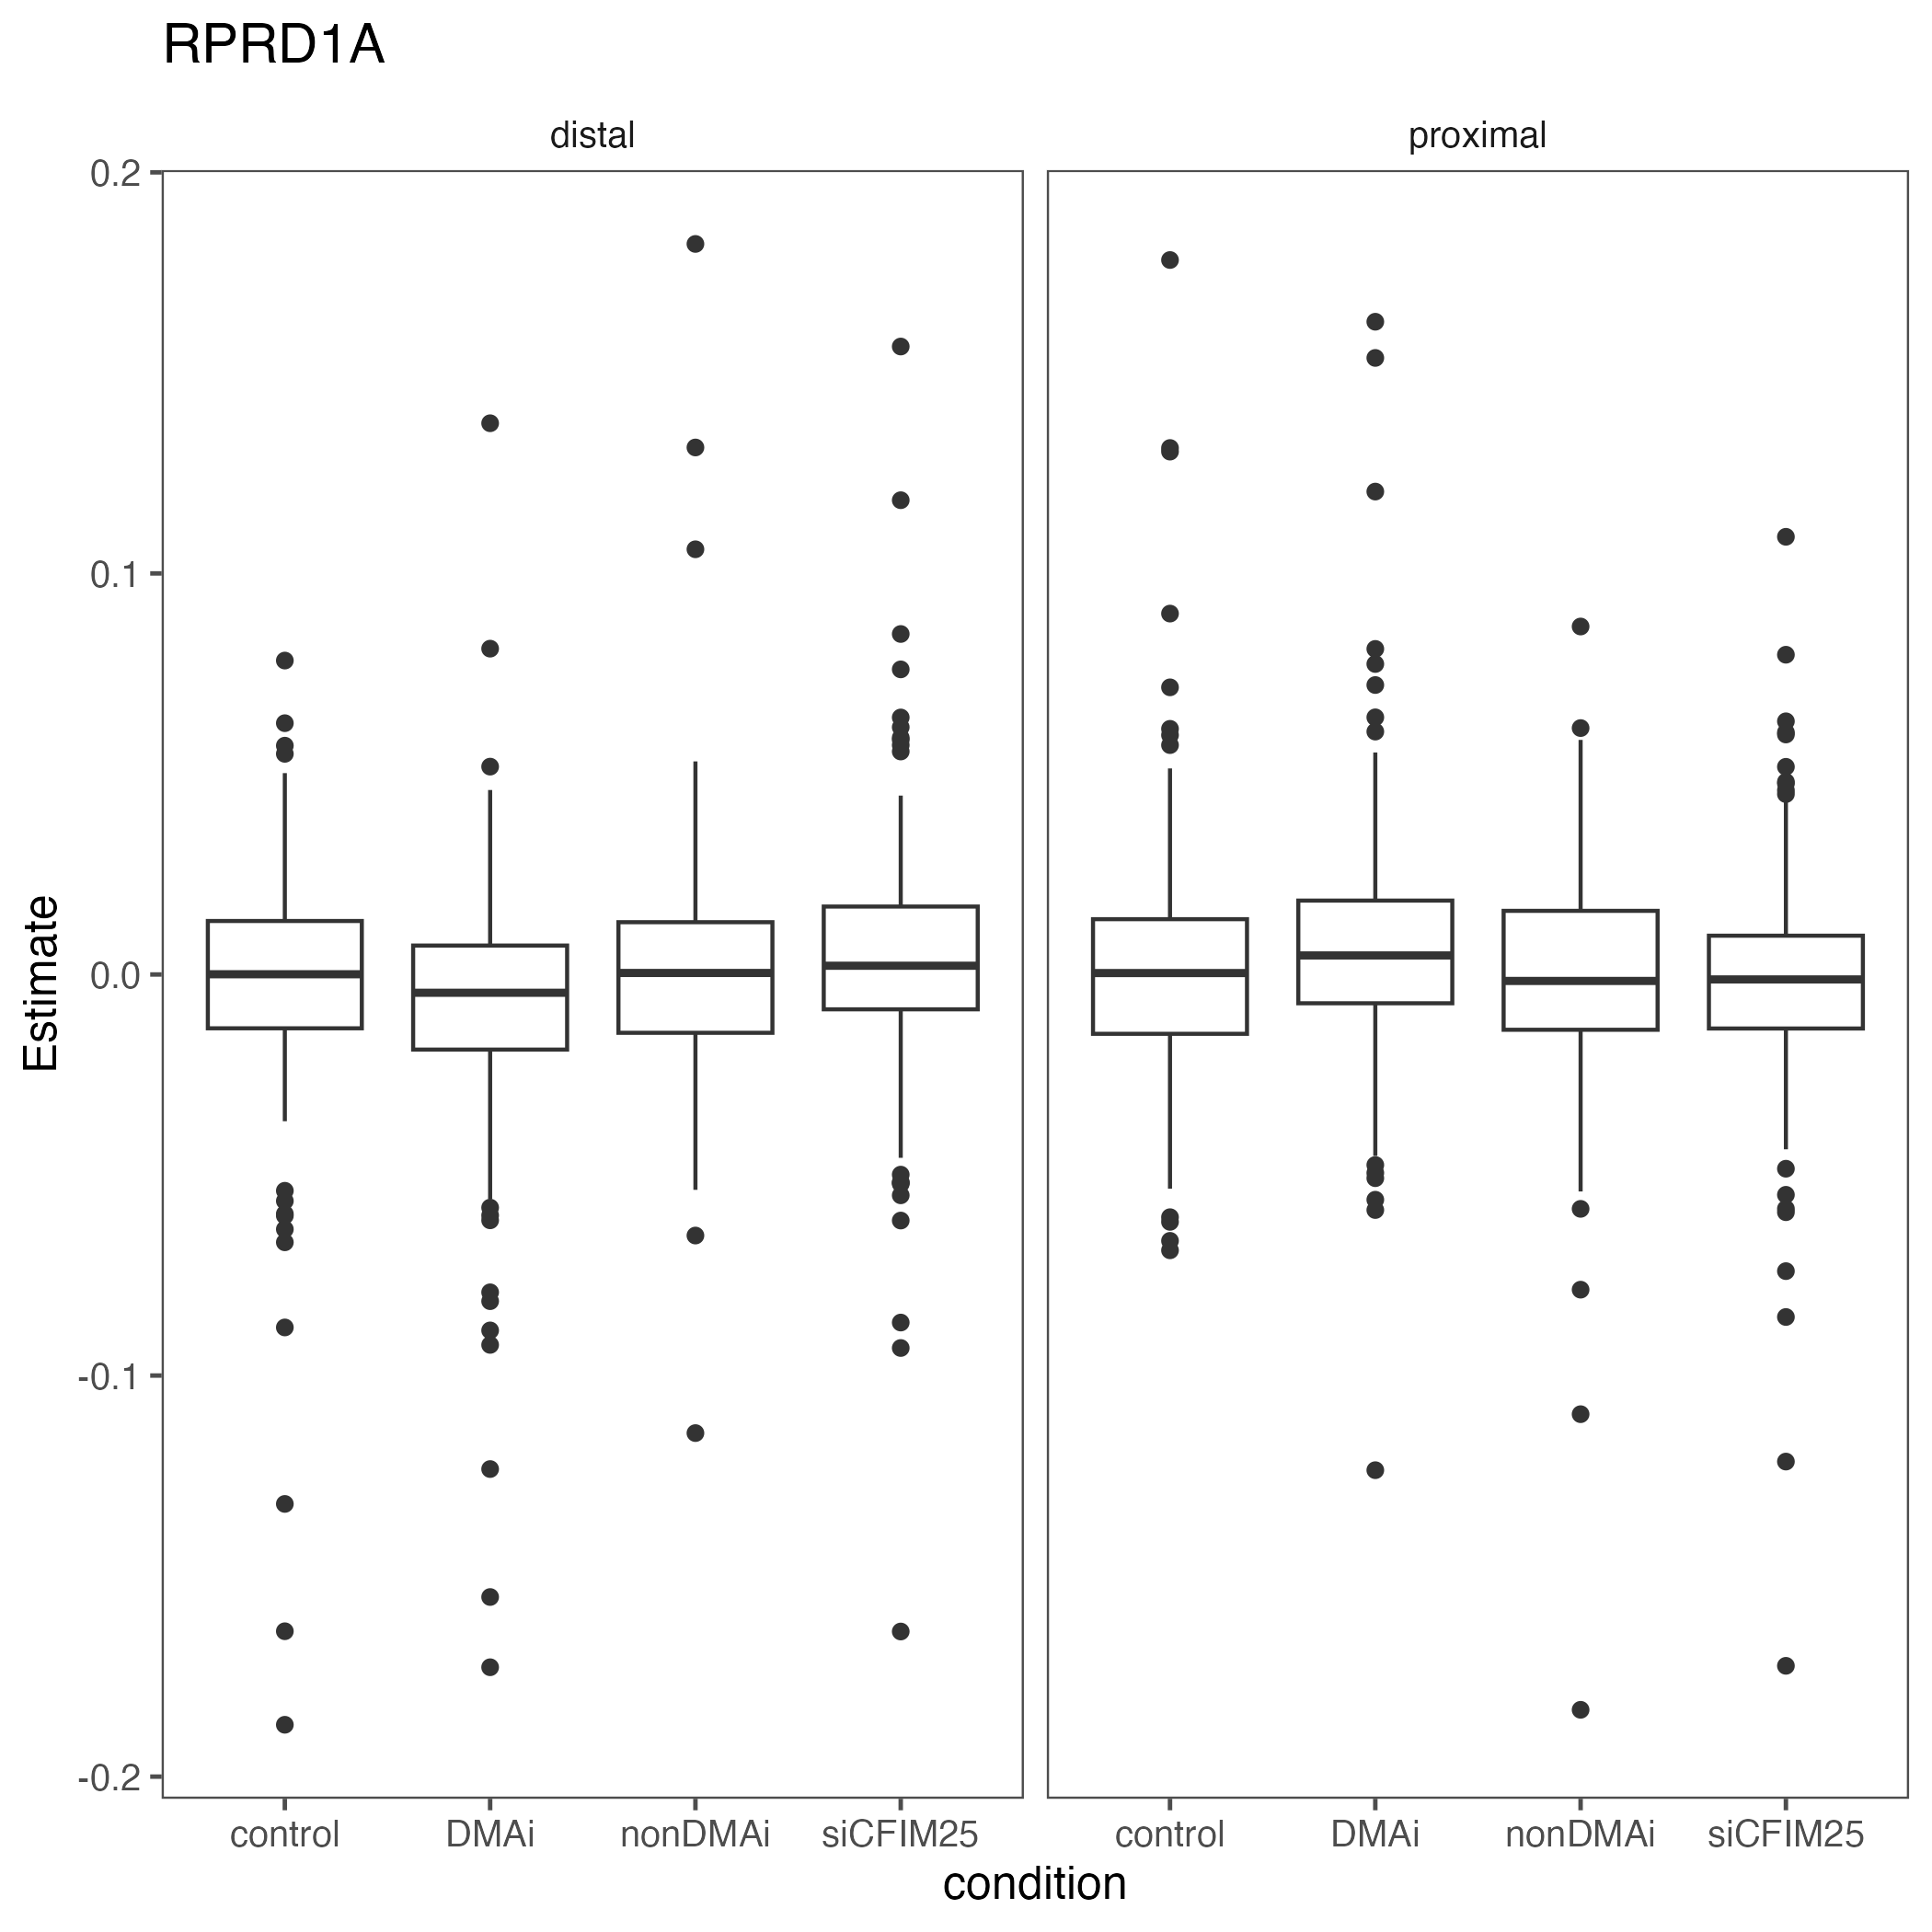 RPRD1A
distal
proximal
0.2
0.1
0.0
-0.1
-0.2
Estimate
control DMAi nonDMAi siCFIM25
control DMAi nonDMAi siCFIM25
condition